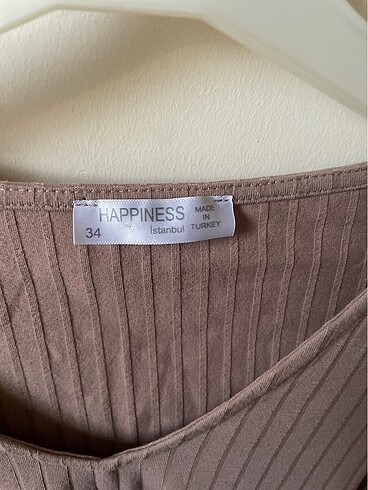 HAPPINESS
İstanbul
34
MADE
IN
TURKEY